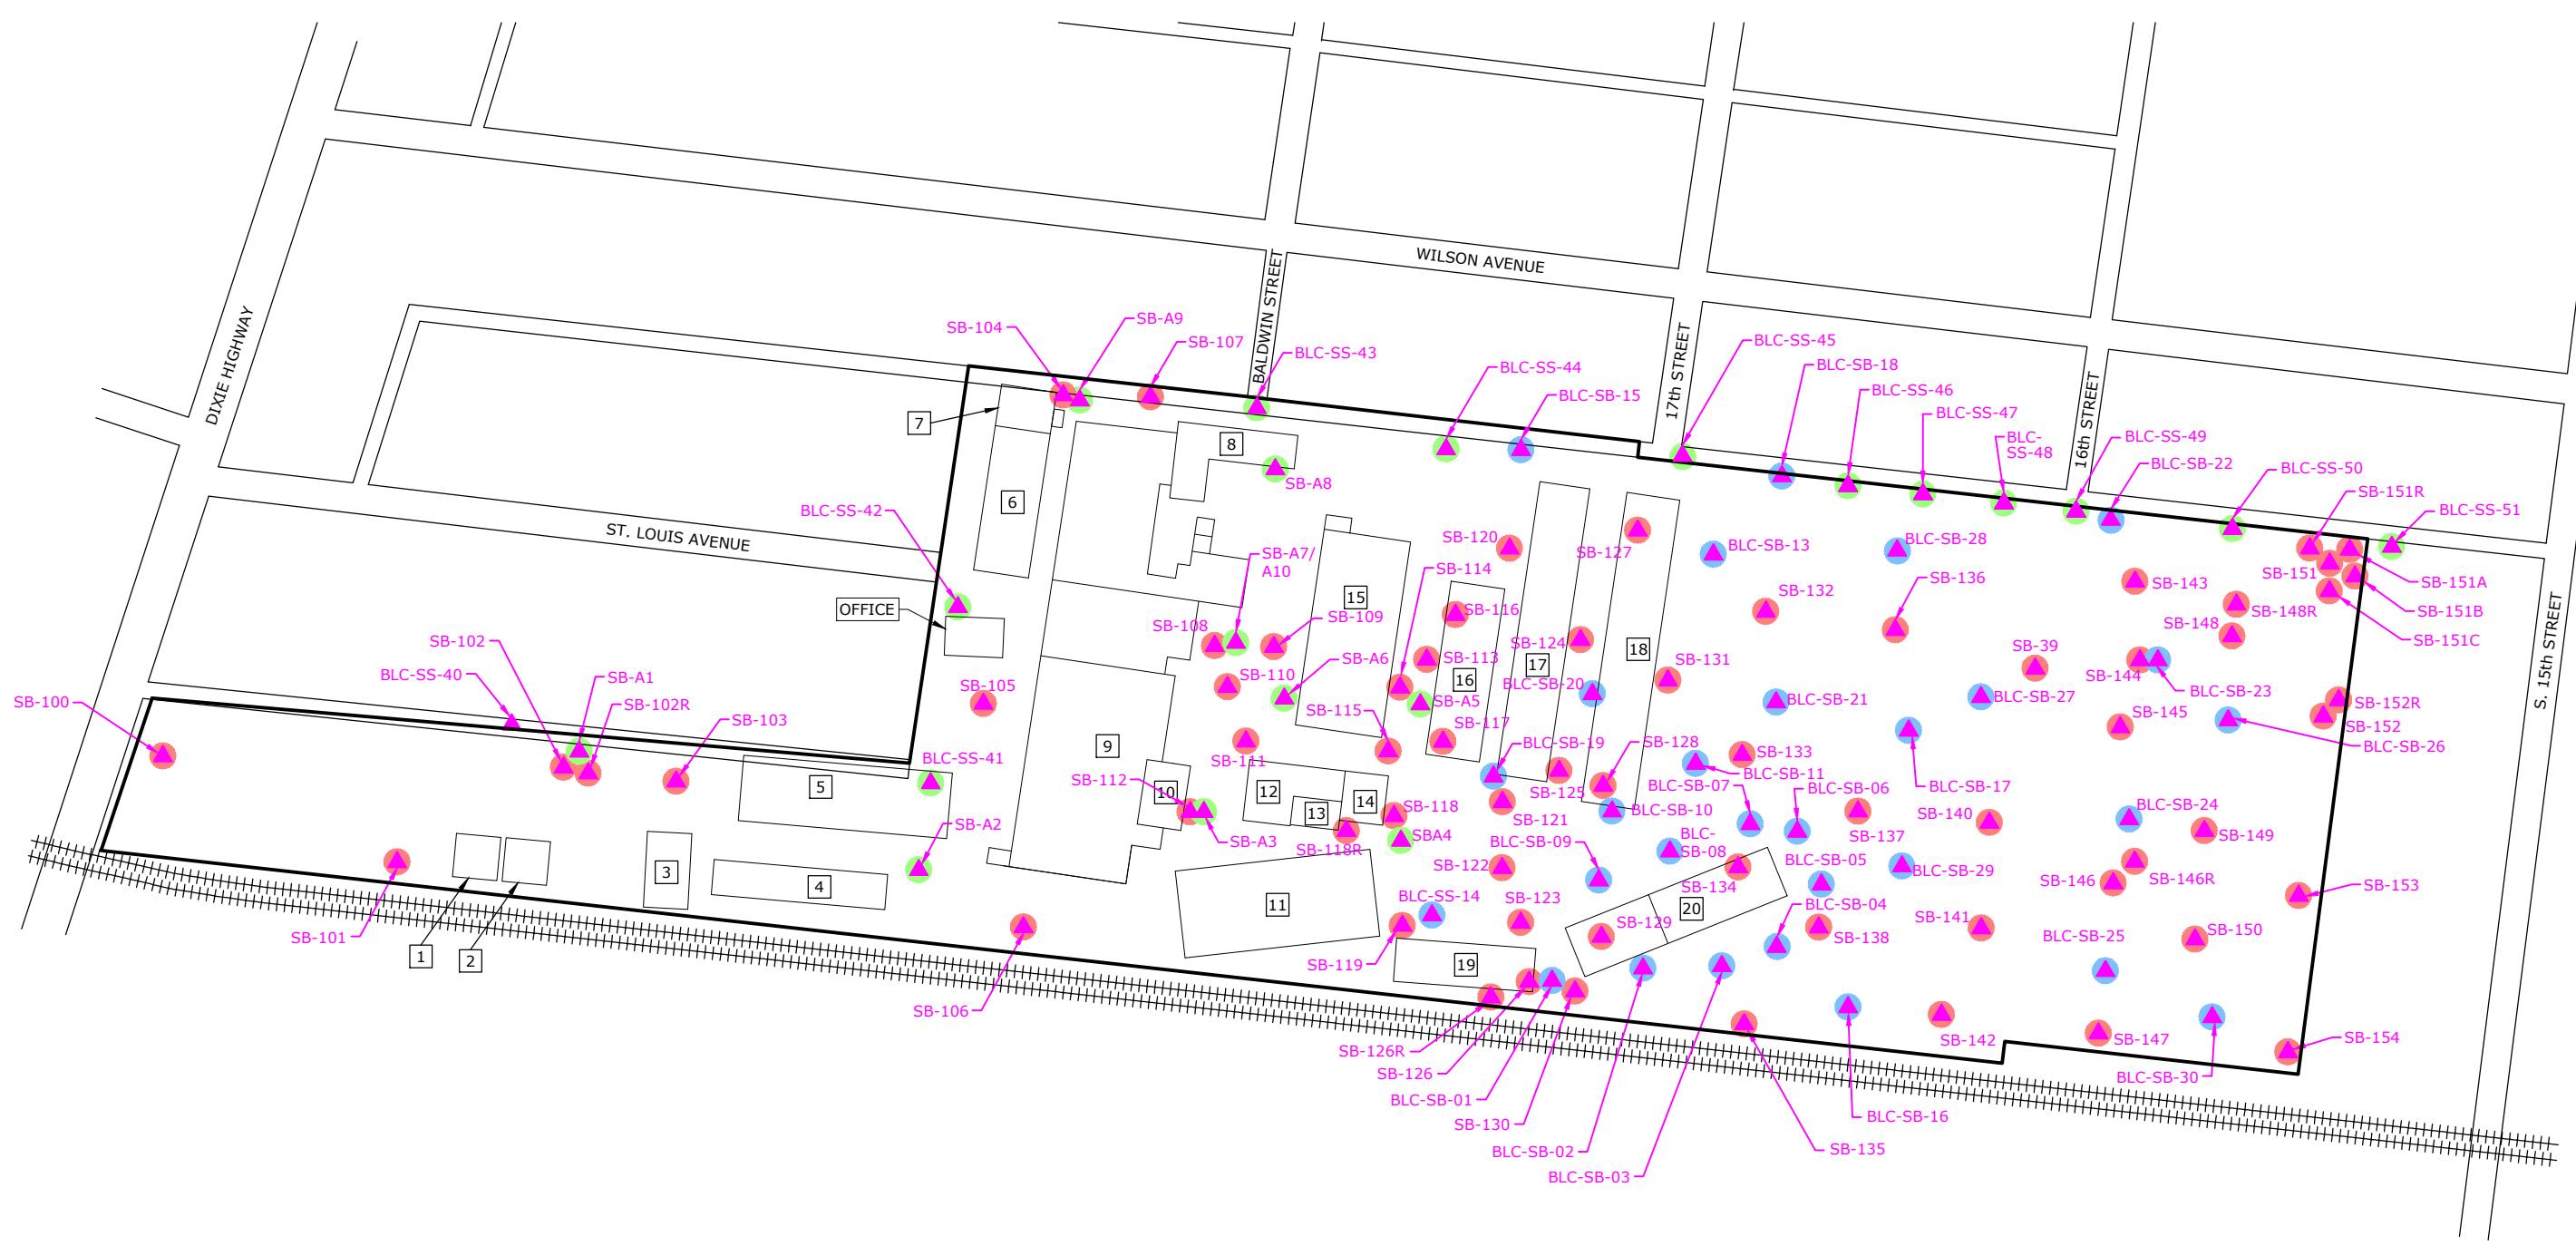 WILSON AVENUE
DIXIE HIGHWAY
BALDWIN STREET
17th STREET
16th STREET
S. 15th STREET
ST. LOUIS AVENUE
SB-104
SB-A9
SB-107
BLC-SS-43
BLC-SS-44
BLC-SB-15
BLC-SS-45
BLC-SB-18
BLC-SS-46
BLC-SS-47
BLC-
SS-48
BLC-SS-49
BLC-SB-22
BLC-SS-50
SB-151R
BLC-SS-51
7
8
SB-A8
6
BLC-SS-42
OFFICE
SB-A7/
A10
SB-120
SB-127
BLC-SB-13
BLC-SB-28
SB-114
SB-136
SB-132
SB-143
SB-151
SB-151A
SB-151B
SB-151C
SB-148R
SB-148
15
SB-116
SB-108
SB-109
SB-102
BLC-SS-40
SB-A1
SB-102R
SB-103
SB-100
SB-105
SB-110
SB-A6
SB-113
16
SB-124
17
18
SB-131
BLC-SB-20
SB-A5
SB-115
SB-117
BLC-SB-21
SB-39
BLC-SB-27
SB-144
BLC-SB-23
SB-145
SB-152R
SB-152
BLC-SB-26
9
SB-111
BLC-SS-41
5
SB-112
10
12
13
14
BLC-SB-19
SB-128
SB-133
BLC-SB-11
BLC-SB-07
BLC-SB-06
BLC-SB-17
SB-125
SB-118
SB-121
BLC-SB-10
SB-137
SB-140
BLC-SB-24
SB-149
SB-A2
SB-A3
SB-118R
SBA4
BLC-SB-09
BLC-
SB-08
BLC-SB-05
BLC-SB-29
3
4
SB-122
SB-134
SB-146
SB-146R
SB-153
11
BLC-SS-14
SB-123
20
BLC-SB-04
SB-129
SB-138
SB-141
BLC-SB-25
SB-150
SB-101
1
2
SB-119
19
SB-106
SB-126R
SB-126
BLC-SB-01
SB-130
BLC-SB-02
BLC-SB-03
SB-135
BLC-SB-16
SB-142
SB-147
BLC-SB-30
SB-154